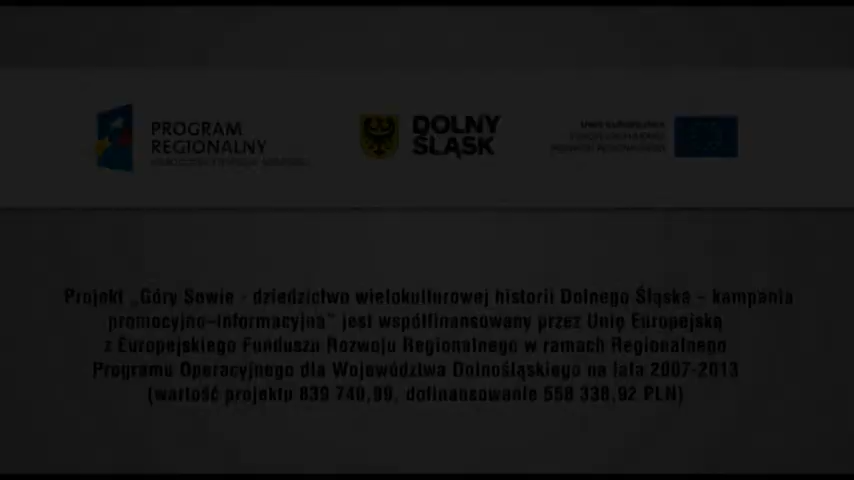 PROGRAM
REGIONALNY
DOLNY
ŚLĄSK
UNIA EUROPEJSKA
Projekt „Góry Sowie - dziedzictwo wielokulturowej historii Dolnego Śląska – kampania
promocyjno–informacyjna" jest współfinansowany przez Unię Europejską
z Europejskiego Funduszu Rozwoju Regionalnego w ramach Regionalnego
Programu Operacyjnego dla Województwa Dolnośląskiego na lata 2007-2013
(wartość projektu 839 740,99, dofinansowanie 558 338,92 PLN)